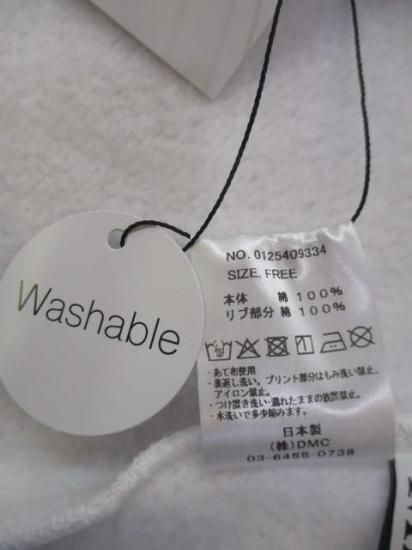 Washable
NO. 0125409334
SIZE. FREE
本体 綿 100%
リブ部分 綿 100%
・あて布使用
・裏返し洗い。プリント部分はもみ洗い禁止。
アイロン禁止。
・つけ置き洗い・濡れたままの放置禁止。
・水洗いで多少縮みます。
日本製
(株)DMC
03-6455-0738